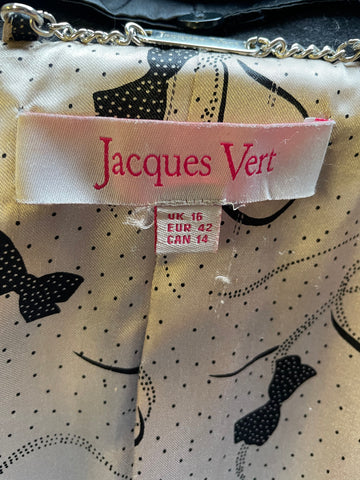 Jacques Vert
UK 16
EUR 42
CAN 14